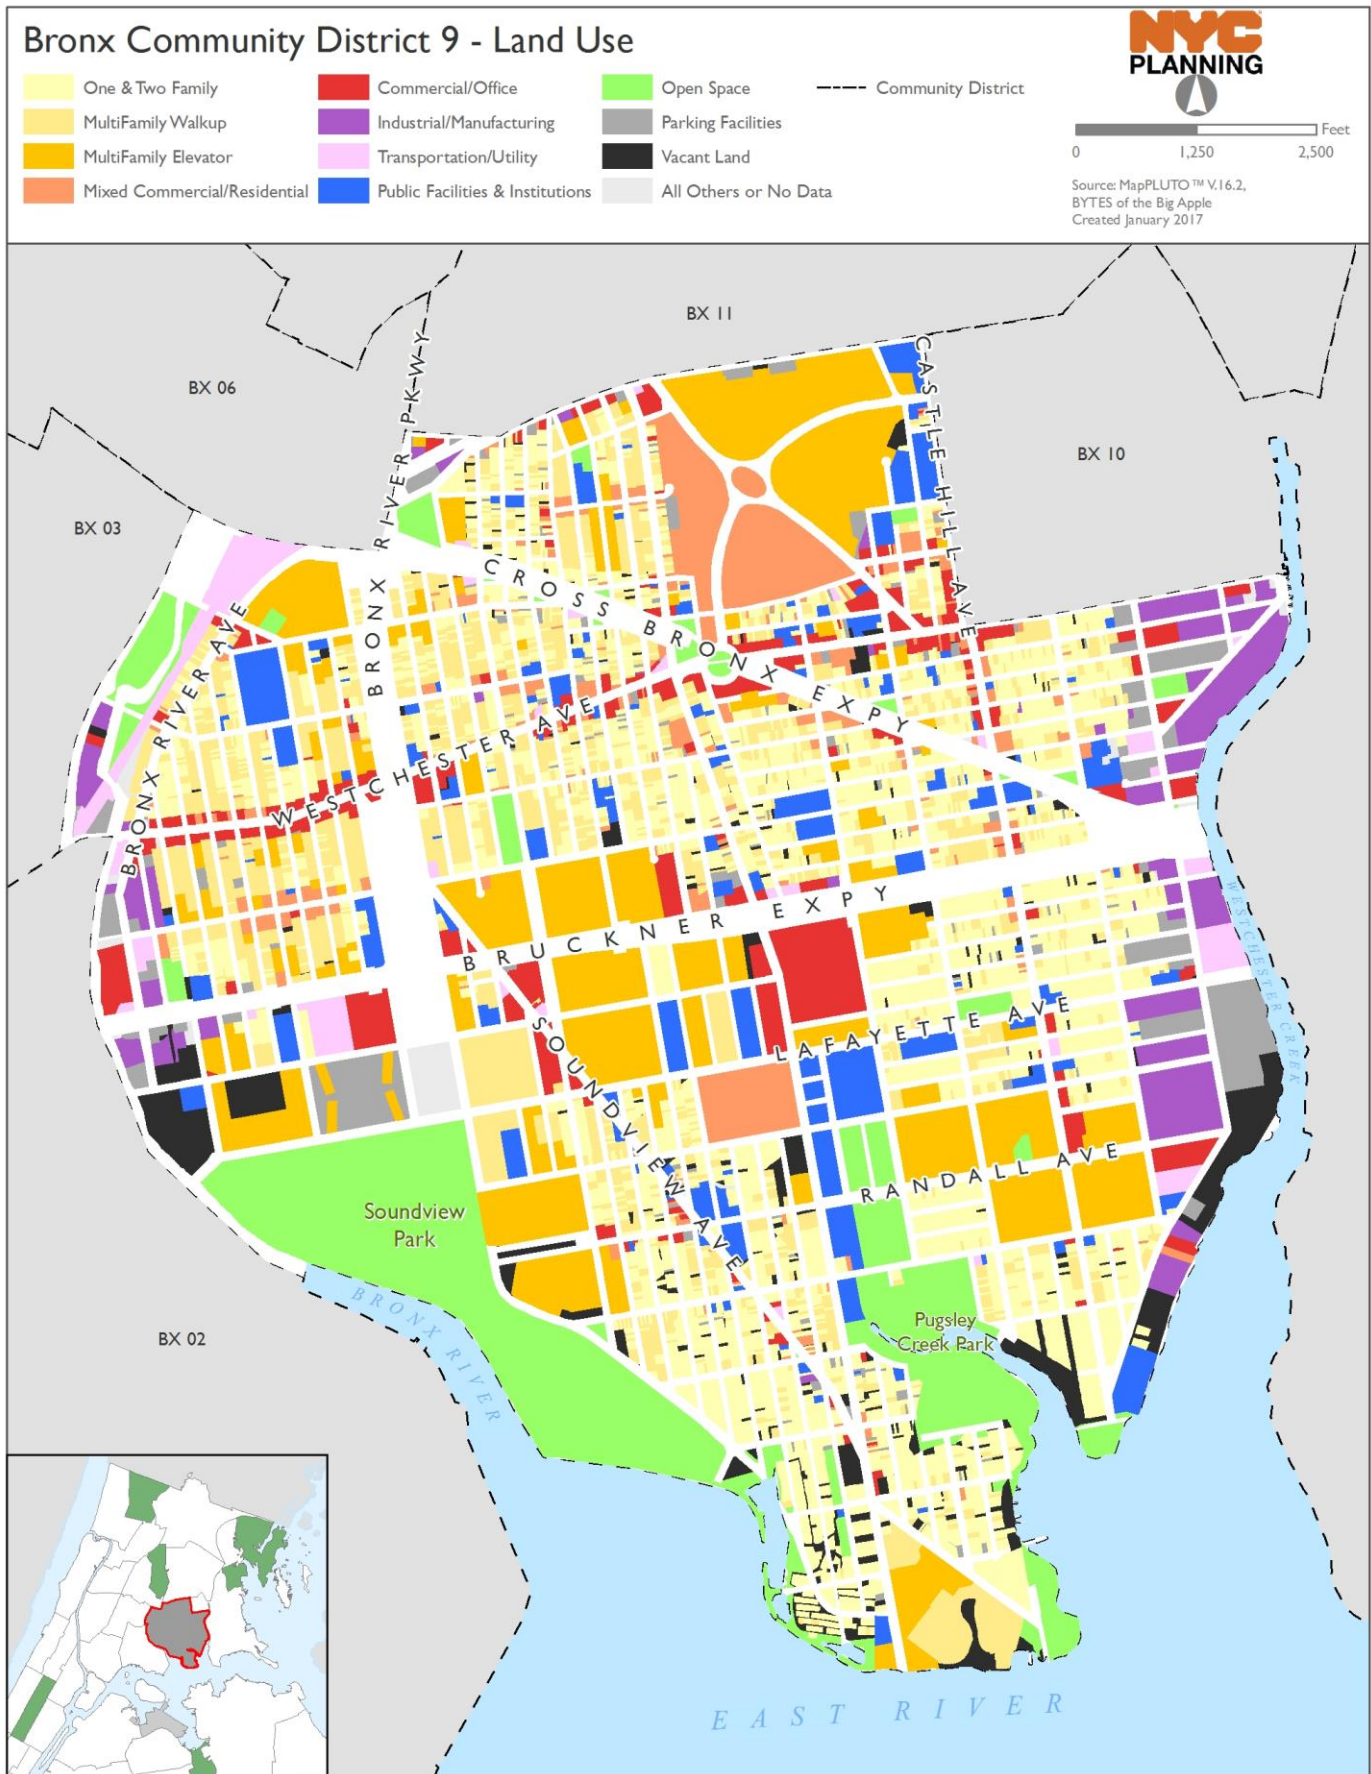 Bronx Community District 9 - Land Use
NYC
PLANNING
One & Two Family
MultiFamily Walkup
MultiFamily Elevator
Mixed Commercial/Residential
Commercial/Office
Industrial/Manufacturing
Transportation/Utility
Public Facilities & Institutions
Open Space
Parking Facilities
Vacant Land
All Others or No Data
Community District
Feet
0 1,250 2,500
Source: MapPLUTO™ V.16.2,
BYTES of the Big Apple
Created January 2017
BX 11
BX 06
BX 10
BX 03
BX 02
BRONX RIVER PKWY
CASTLE HILL AVE
CROSS BRONX EXPY
BRONX RIVER AVE
WESTCHESTER AVE
BRUCKNER EXPY
SOUNDVIEW AVE
LAFAYETTE AVE
RANDALL AVE
WESTCHESTER CREEK
Soundview
Park
BRONX RIVER
Pugsley
Creek Park
EAST RIVER